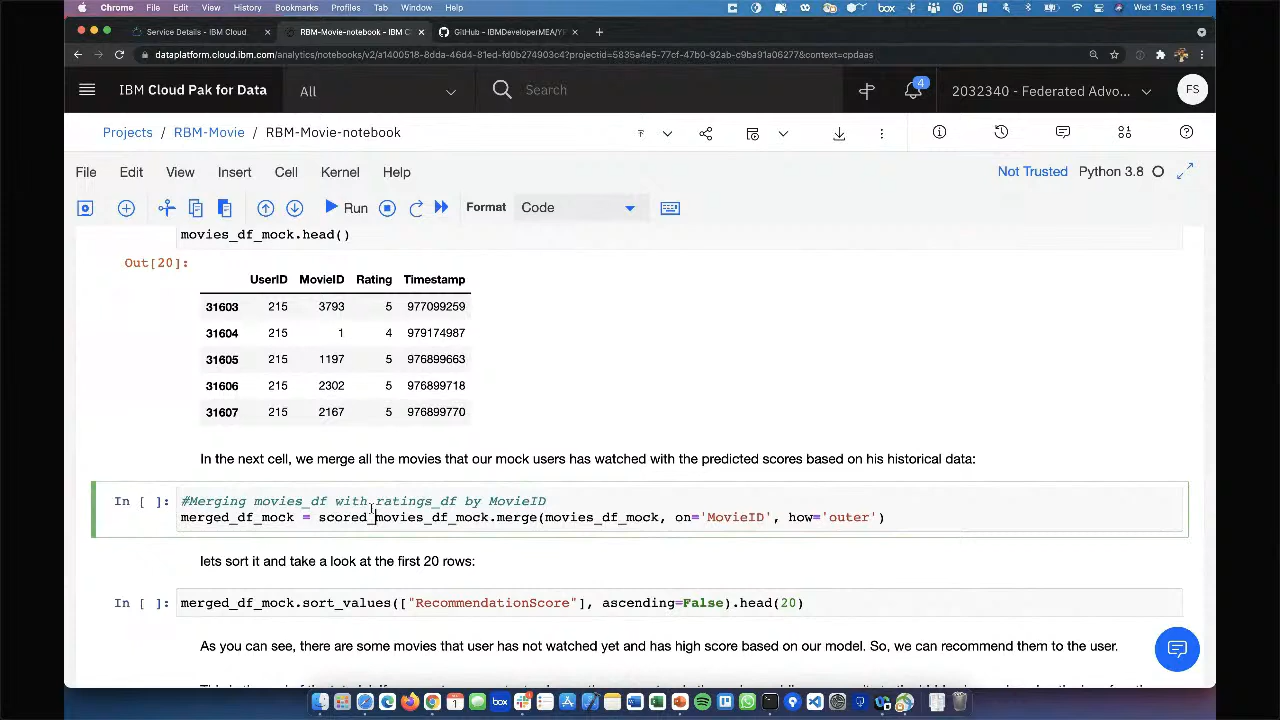 Chrome File Edit View History Bookmarks Profiles Tab Window Help box Wed 1 Sep 19:15
Service Details - IBM Cloud RBM-Movie-notebook - IBM C GitHub - IBMDeveloperMEA/YI
dataplatform.cloud.ibm.com/analytics/notebooks/v2/a1400518-8dda-46d4-81ed-fd0b274903c4?projectid=5835a4e5-77cf-47b0-92ab-c9ba91a06277&context=cpdaas
IBM Cloud Pak for Data All Search 4 2032340 - Federated Advo... FS
Projects / RBM-Movie / RBM-Movie-notebook
File Edit View Insert Cell Kernel Help Not Trusted Python 3.8
Run Format Code
movies_df_mock.head()
Out[20]:
UserID MovieID Rating Timestamp
31603 215 3793 5 977099259
31604 215 1 4 979174987
31605 215 1197 5 976899663
31606 215 2302 5 976899718
31607 215 2167 5 976899770
In the next cell, we merge all the movies that our mock users has watched with the predicted scores based on his historical data:
In [ ]: #Merging movies_df with ratings_df by MovieID
merged_df_mock = scored_movies_df_mock.merge(movies_df_mock, on='MovieID', how='outer')
lets sort it and take a look at the first 20 rows:
In [ ]: merged_df_mock.sort_values(["RecommendationScore"], ascending=False).head(20)
As you can see, there are some movies that user has not watched yet and has high score based on our model. So, we can recommend them to the user.
box